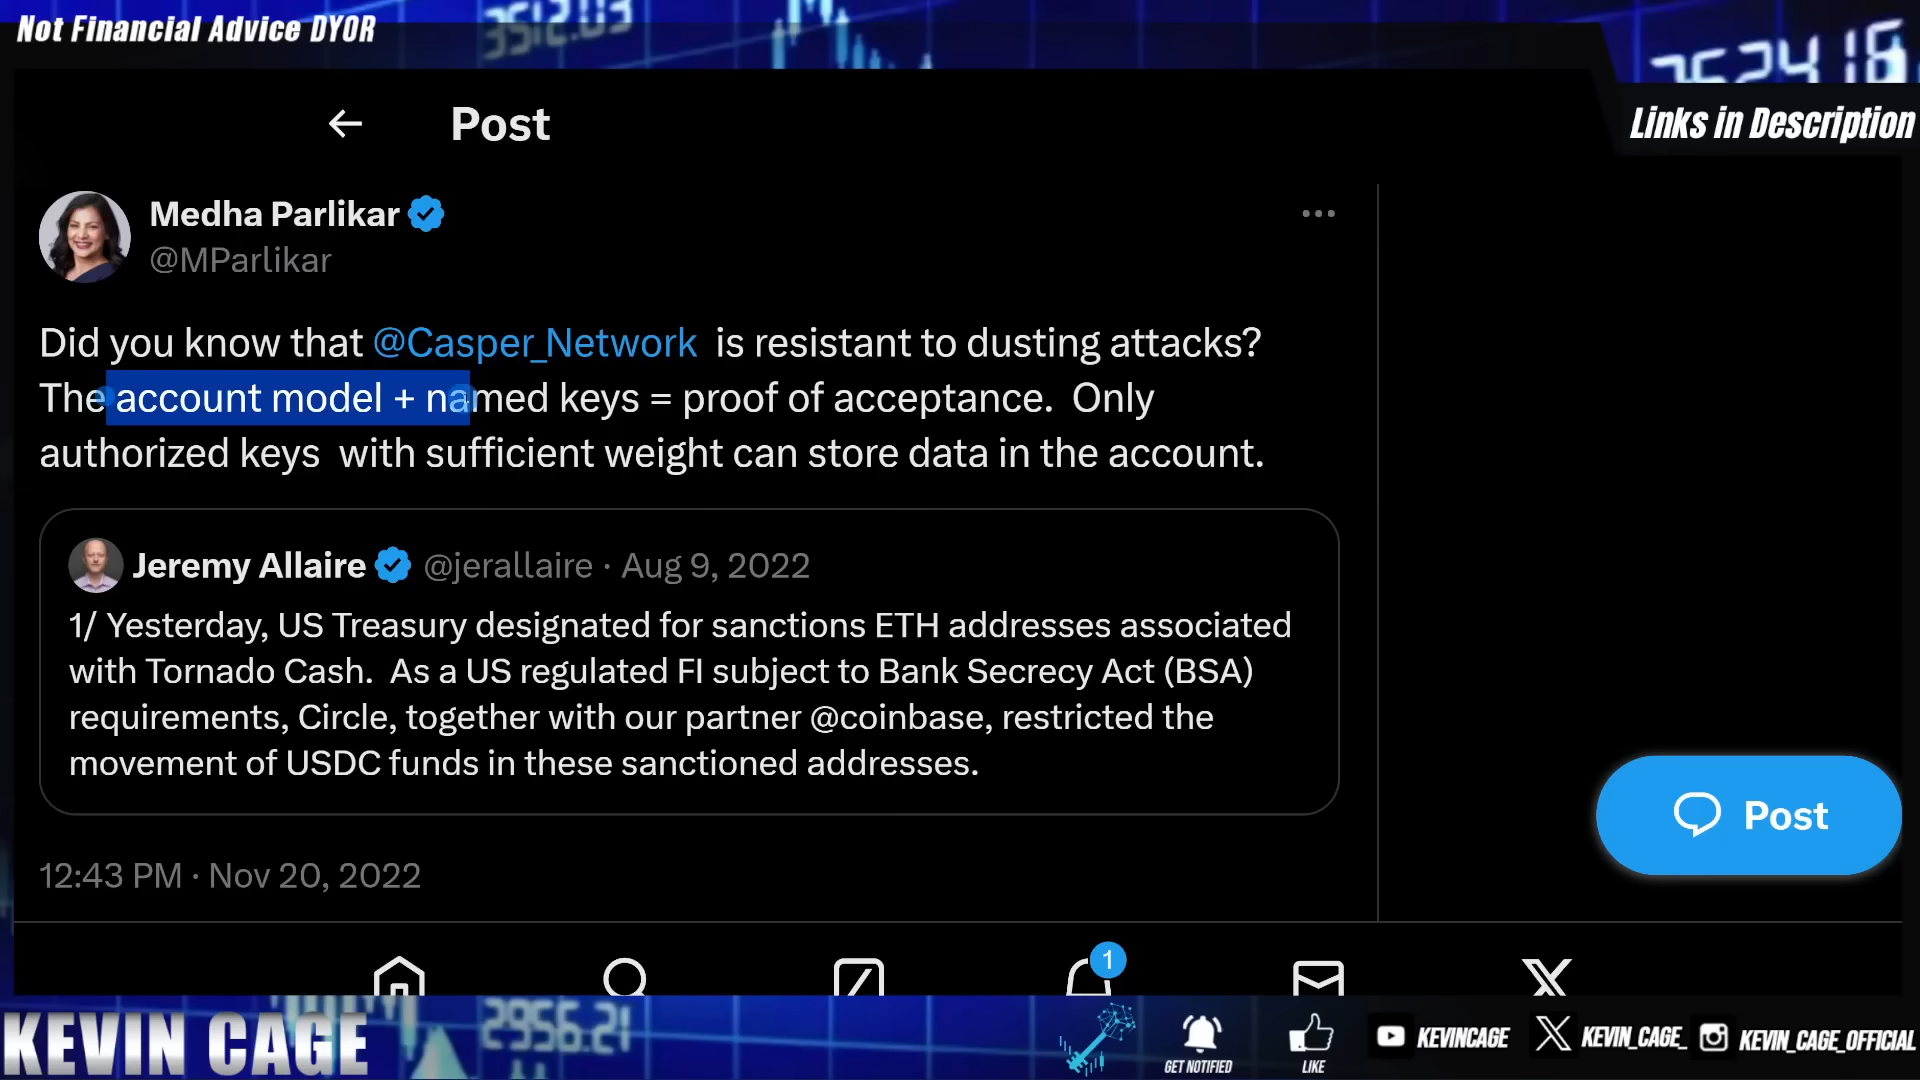 Not Financial Advice DYOR
3512.03
Links in Description
Post
Medha Parlikar
@MParlikar
Did you know that @Casper_Network is resistant to dusting attacks?
The account model + named keys = proof of acceptance. Only
authorized keys with sufficient weight can store data in the account.
Jeremy Allaire @jerallaire · Aug 9, 2022
1/ Yesterday, US Treasury designated for sanctions ETH addresses associated
with Tornado Cash. As a US regulated FI subject to Bank Secrecy Act (BSA)
requirements, Circle, together with our partner @coinbase, restricted the
movement of USDC funds in these sanctioned addresses.
Post
12:43 PM · Nov 20, 2022
1
KEVIN CAGE
2956.21
GET NOTIFIED
LIKE
KEVINCAGE
KEVIN_CAGE_
KEVIN_CAGE_OFFICIAL